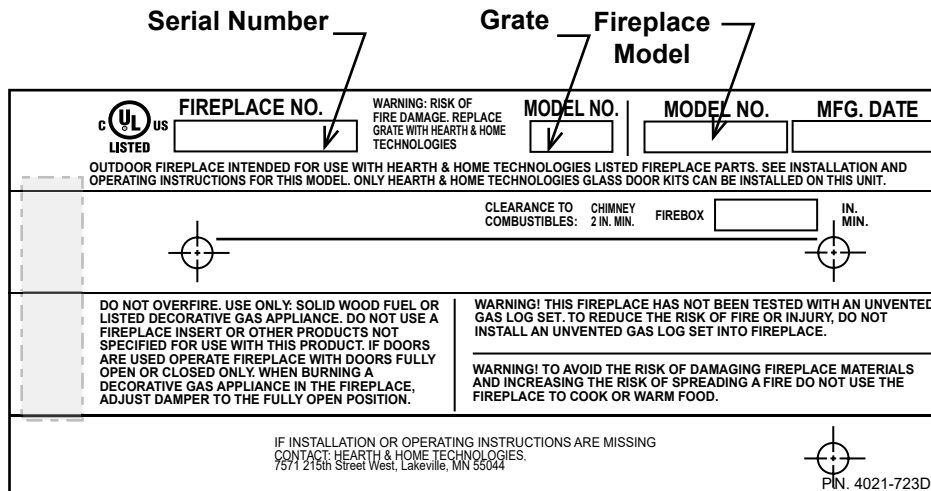 Serial Number
Grate
Fireplace
Model
C UL US
LISTED
FIREPLACE NO.
WARNING: RISK OF
FIRE DAMAGE. REPLACE
GRATE WITH HEARTH & HOME
TECHNOLOGIES
MODEL NO.
MODEL NO.
MFG. DATE
OUTDOOR FIREPLACE INTENDED FOR USE WITH HEARTH & HOME TECHNOLOGIES LISTED FIREPLACE PARTS. SEE INSTALLATION AND
OPERATING INSTRUCTIONS FOR THIS MODEL. ONLY HEARTH & HOME TECHNOLOGIES GLASS DOOR KITS CAN BE INSTALLED ON THIS UNIT.
CLEARANCE TO
COMBUSTIBLES:
CHIMNEY
2 IN. MIN.
FIREBOX
IN.
MIN.
DO NOT OVERFIRE. USE ONLY: SOLID WOOD FUEL OR
LISTED DECORATIVE GAS APPLIANCE. DO NOT USE A
FIREPLACE INSERT OR OTHER PRODUCTS NOT
SPECIFIED FOR USE WITH THIS PRODUCT. IF DOORS
ARE USED OPERATE FIREPLACE WITH DOORS FULLY
OPEN OR CLOSED ONLY. WHEN BURNING A
DECORATIVE GAS APPLIANCE IN THE FIREPLACE,
ADJUST DAMPER TO THE FULLY OPEN POSITION.
WARNING! THIS FIREPLACE HAS NOT BEEN TESTED WITH AN UNVENTED
GAS LOG SET. TO REDUCE THE RISK OF FIRE OR INJURY, DO NOT
INSTALL AN UNVENTED GAS LOG SET INTO FIREPLACE.
WARNING! TO AVOID THE RISK OF DAMAGING FIREPLACE MATERIALS
AND INCREASING THE RISK OF SPREADING A FIRE DO NOT USE THE
FIREPLACE TO COOK OR WARM FOOD.
IF INSTALLATION OR OPERATING INSTRUCTIONS ARE MISSING
CONTACT: HEARTH & HOME TECHNOLOGIES,
7571 215th Street West, Lakeville, MN 55044
P.N. 4021-723D